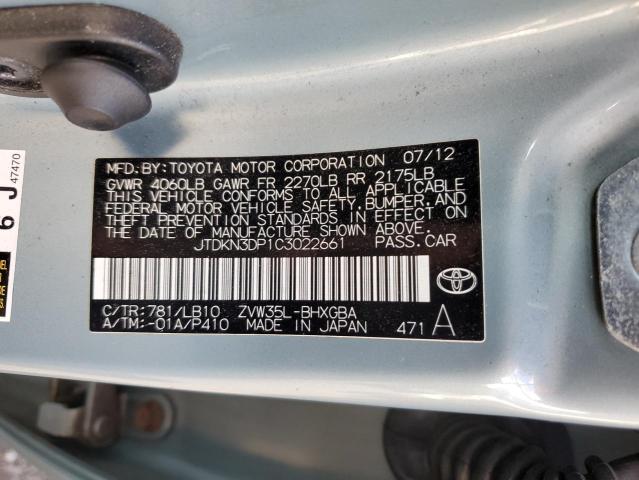 MFD.BY:TOYOTA MOTOR CORPORATION 07/12
GVWR 4060LB GAWR FR 2270LB RR 2175LB
THIS VEHICLE CONFORMS TO ALL APPLICABLE
FEDERAL MOTOR VEHICLE SAFETY,BUMPER,AND
THEFT PREVENTION STANDARDS IN EFFECT ON
THE DATE OF MANUFACTURE SHOWN ABOVE.
JTDKN3DP1C3022661 PASS.CAR
C/TR:781/LB10 ZVW35L-BHXGBA
A/TM:-01A/P410 MADE IN JAPAN 471 A
6 J
47470